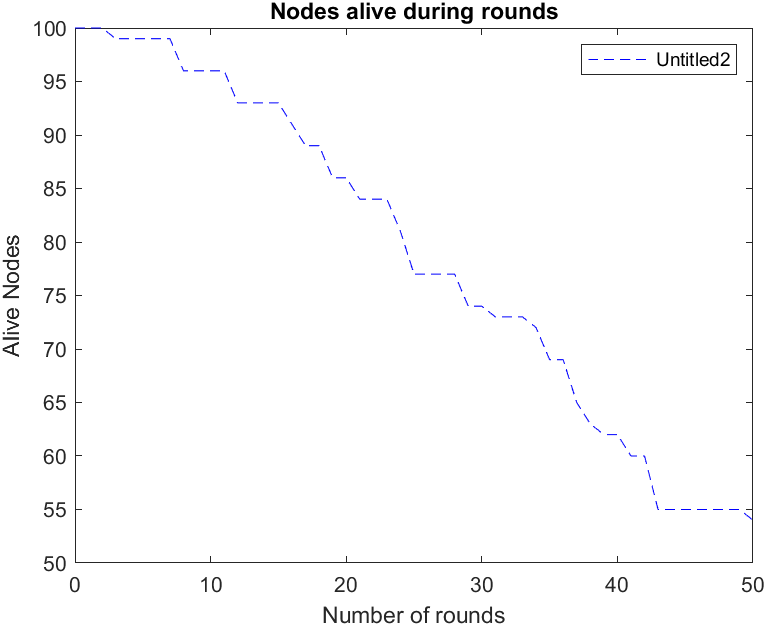 Nodes alive during rounds
Untitled2
Alive Nodes
100
95
90
85
80
75
70
65
60
55
50
0 10 20 30 40 50
Number of rounds